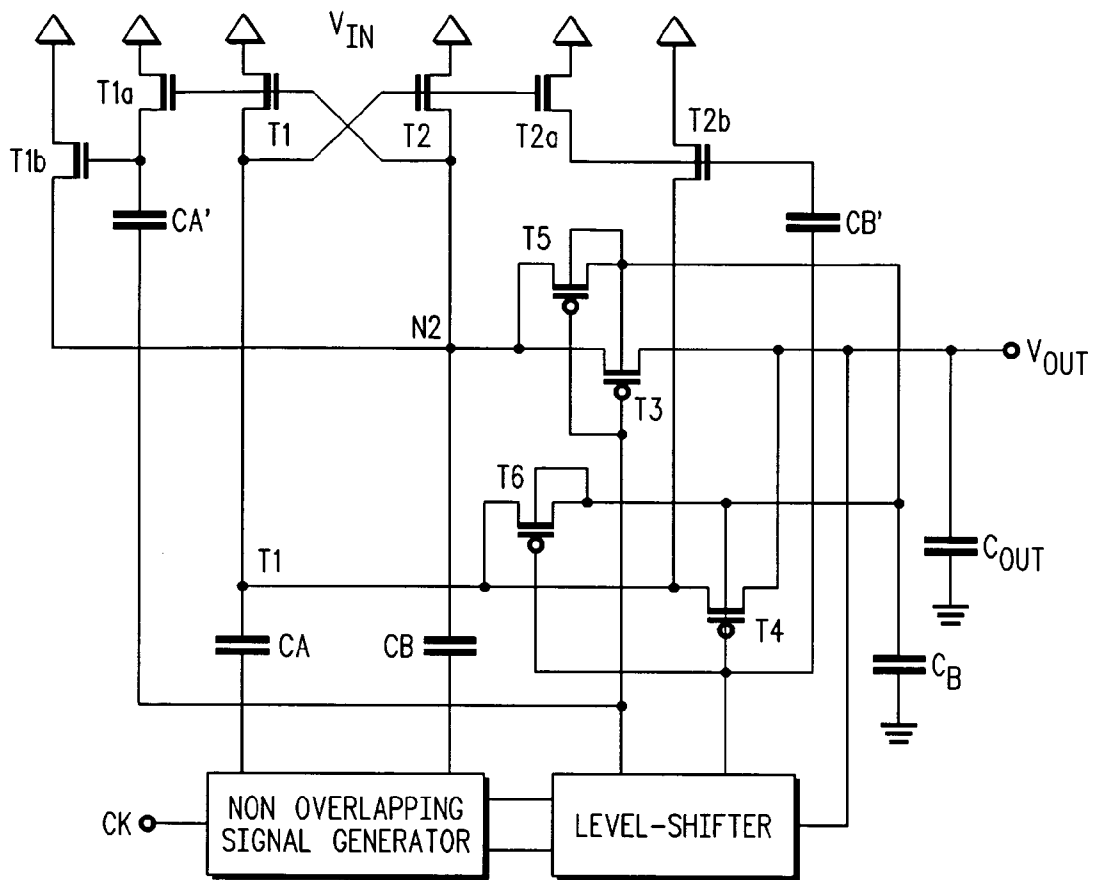 V_IN
T1a
T1
T2
T2a
T2b
T1b
CA'
CB'
T5
N2
V_OUT
T3
T6
T1
C_OUT
T4
CA
CB
C_B
CK
NON OVERLAPPING
SIGNAL GENERATOR
LEVEL-SHIFTER